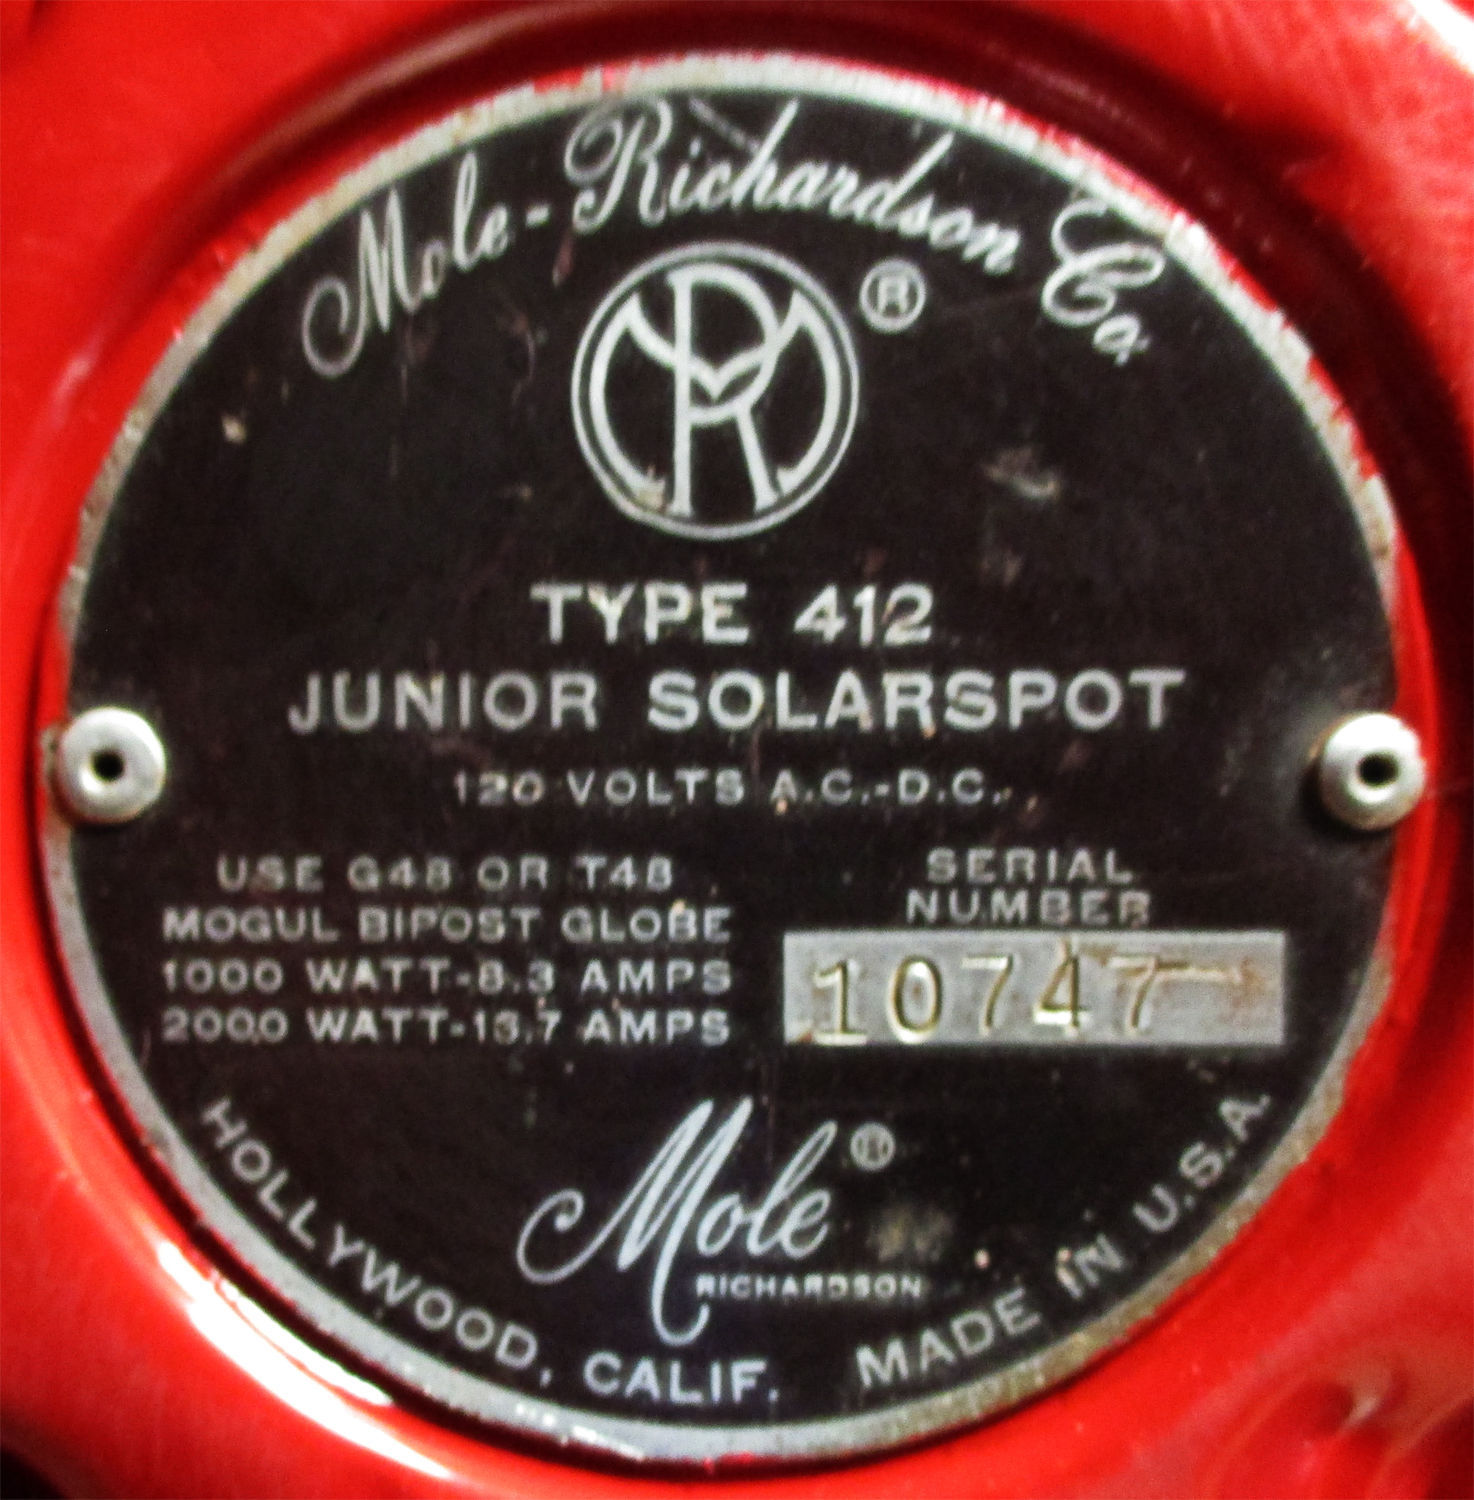 Mole-Richardson Co.
MR ®
TYPE 412
JUNIOR SOLARSPOT
120 VOLTS A.C.-D.C.
USE G48 OR T48
MOGUL BIPOST GLOBE
1000 WATT-8.3 AMPS
2000 WATT-16.7 AMPS
SERIAL
NUMBER
10747
Mole ®
RICHARDSON
HOLLYWOOD, CALIF. MADE IN U.S.A.